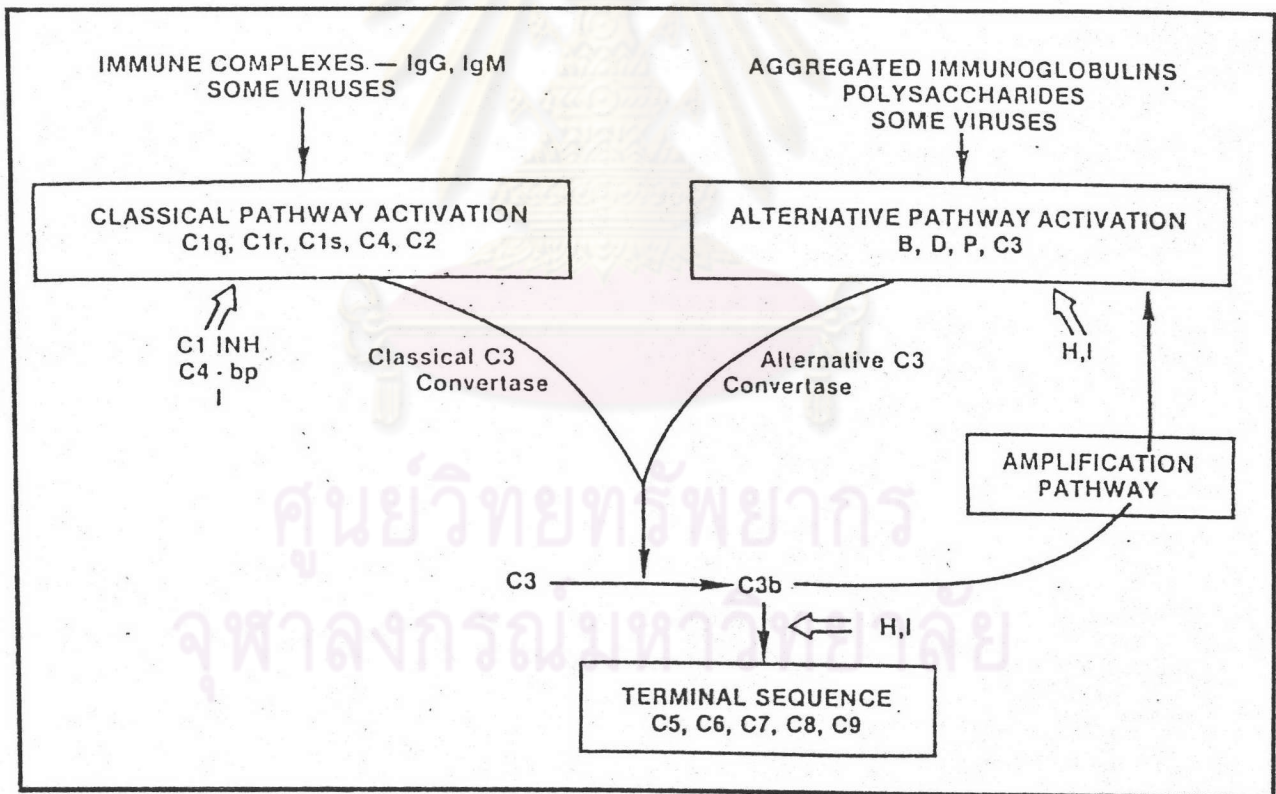 IMMUNE COMPLEXES. — IgG, IgM
SOME VIRUSES
AGGREGATED IMMUNOGLOBULINS
POLYSACCHARIDES
SOME VIRUSES
CLASSICAL PATHWAY ACTIVATION
C1q, C1r, C1s, C4, C2
ALTERNATIVE PATHWAY ACTIVATION
B, D, P, C3
C1 INH
C4 - bp
I
Classical C3
Convertase
Alternative C3
Convertase
H,I
AMPLIFICATION
PATHWAY
ศูนย์วิทยทรัพยากร
C3
C3b
จุฬาลงกรณ์มหาวิทยาลัย
H,I
TERMINAL SEQUENCE
C5, C6, C7, C8, C9